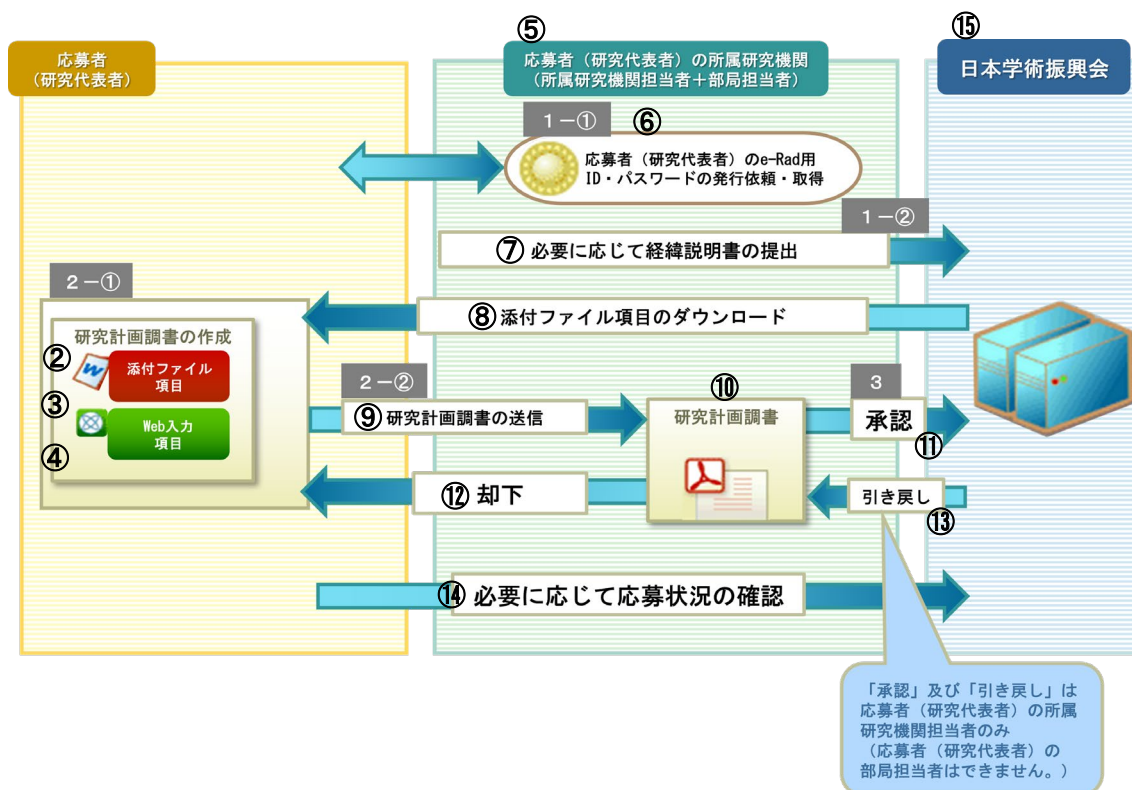 応募者
（研究代表者）
⑤
応募者（研究代表者）の所属研究機関
（所属研究機関担当者＋部局担当者）
⑮
日本学術振興会
１－①
⑥
応募者（研究代表者）のe-Rad用
ID・パスワードの発行依頼・取得
１－②
⑦必要に応じて経緯説明書の提出
⑧添付ファイル項目のダウンロード
２－①
研究計画調書の作成
②
W
添付ファイル
項目
③
Web入力
項目
④
２－②
⑨研究計画調書の送信
⑩
研究計画調書
３
承認
⑪
⑫却下
引き戻し
⑬
⑭必要に応じて応募状況の確認
「承認」及び「引き戻し」は
応募者（研究代表者）の所属
研究機関担当者のみ
（応募者（研究代表者）の
部局担当者はできません。）